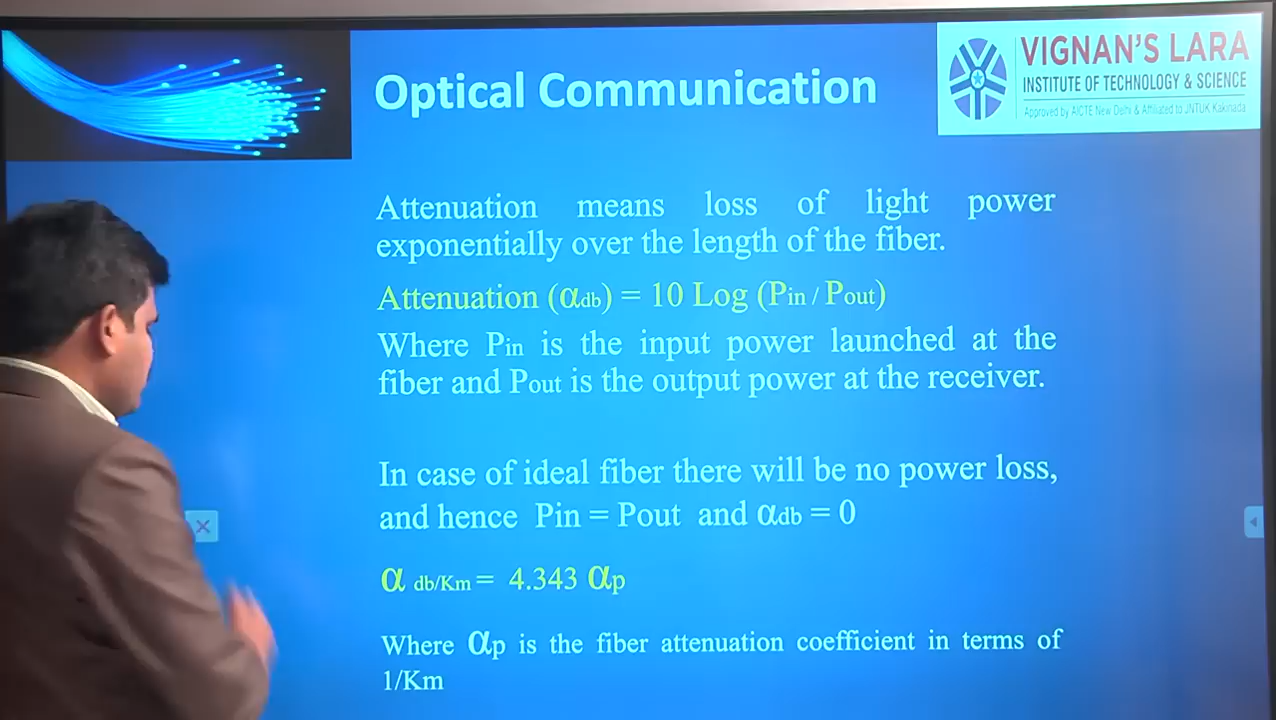 Optical Communication
VIGNAN'S LARA
INSTITUTE OF TECHNOLOGY & SCIENCE
Approved by AICTE New Delhi & Affiliated to JNTUK Kakinada
Attenuation means loss of light power
exponentially over the length of the fiber.
Attenuation (αdb) = 10 Log (Pin / Pout)
Where Pin is the input power launched at the
fiber and Pout is the output power at the receiver.
In case of ideal fiber there will be no power loss,
and hence Pin = Pout and αdb = 0
α db/Km = 4.343 αp
Where αp is the fiber attenuation coefficient in terms of
1/Km